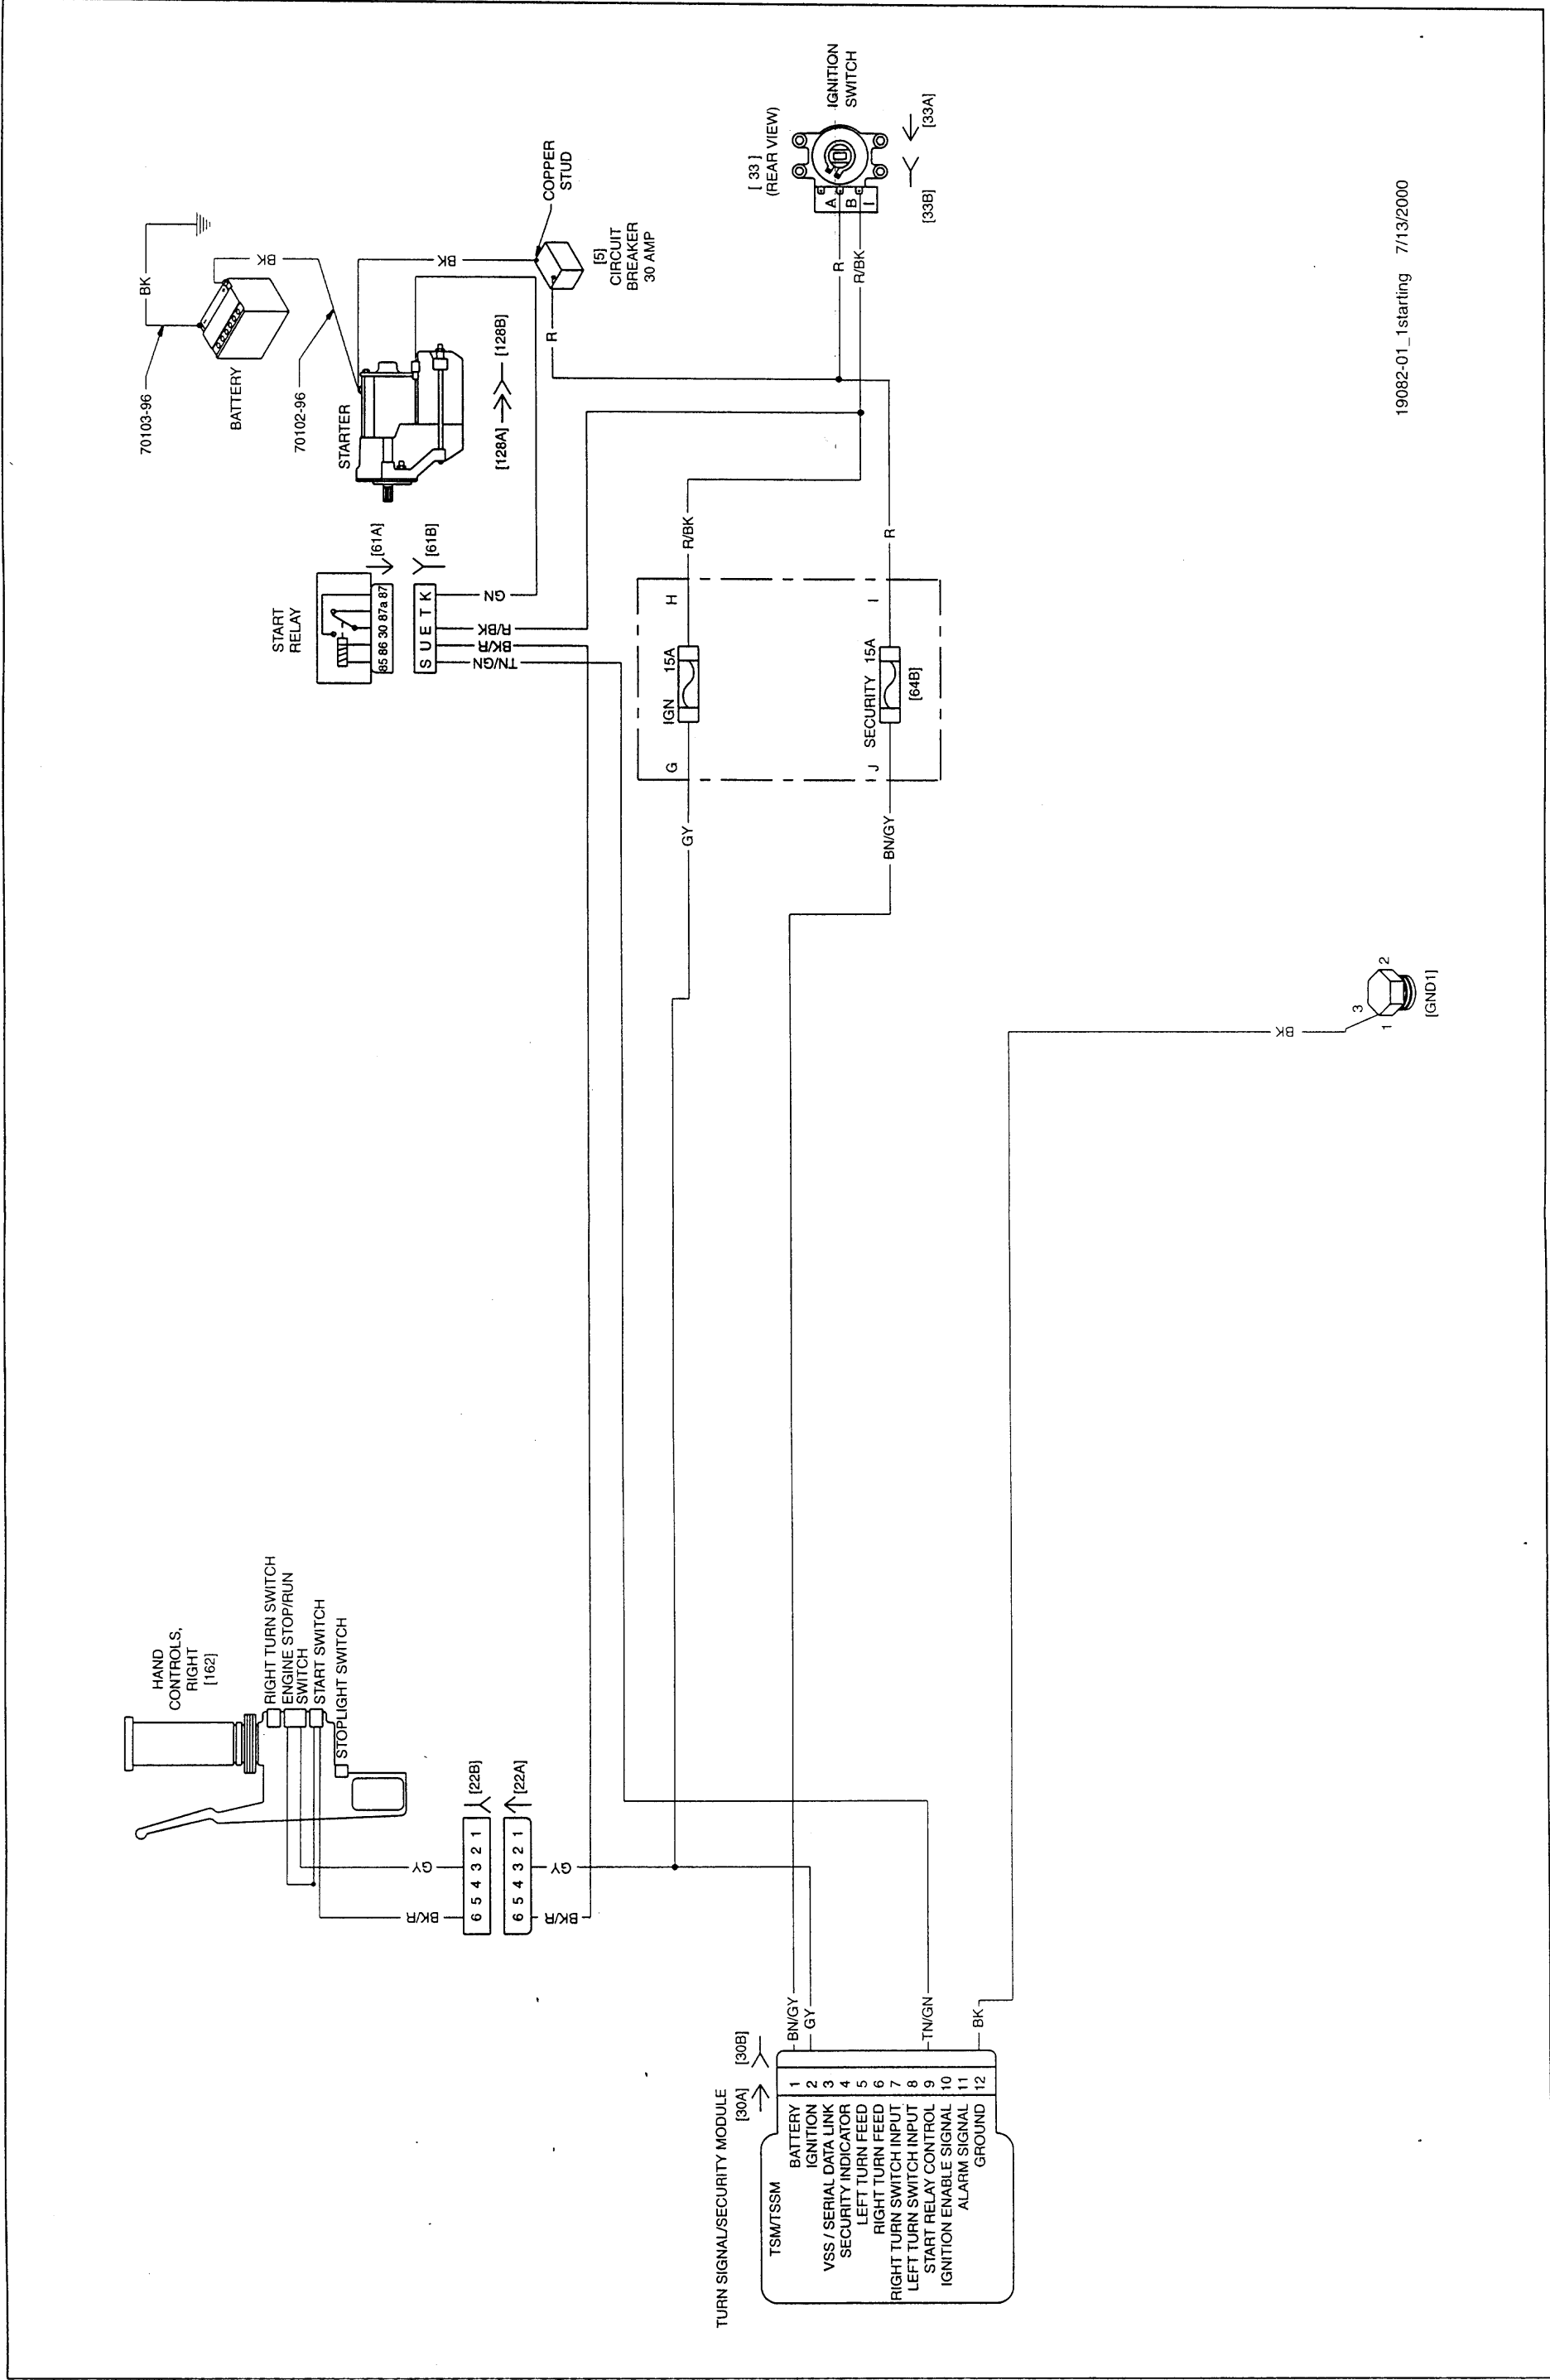 70103-96
BK
BATTERY
BK
70102-96
STARTER
BK
COPPER
STUD
[5]
CIRCUIT
BREAKER
30 AMP
[128A]
[128B]
R
[ 33 ]
(REAR VIEW)
IGNITION
SWITCH
A
B
I
[33B]
[33A]
R
R/BK
START
RELAY
85 86 30 87a 87
[61A]
S U E T K
[61B]
GN
R/BK
BK/R
TN/GN
R/BK
H
IGN 15A
G
GY
R
I
SECURITY 15A
[64B]
J
BN/GY
HAND
CONTROLS,
RIGHT
[162]
RIGHT TURN SWITCH
ENGINE STOP/RUN
SWITCH
START SWITCH
STOPLIGHT SWITCH
GY
BK/R
6 5 4 3 2 1
[22B]
6 5 4 3 2 1
[22A]
GY
BK/R
TURN SIGNAL/SECURITY MODULE
[30A]
[30B]
TSM/TSSM
BATTERY 1 BN/GY
IGNITION 2 GY
VSS / SERIAL DATA LINK 3
SECURITY INDICATOR 4
LEFT TURN FEED 5
RIGHT TURN FEED 6
RIGHT TURN SWITCH INPUT 7
LEFT TURN SWITCH INPUT 8
START RELAY CONTROL 9 TN/GN
IGNITION ENABLE SIGNAL 10
ALARM SIGNAL 11
GROUND 12 BK
BK
3
1
2
[GND1]
19082-01_1starting 7/13/2000